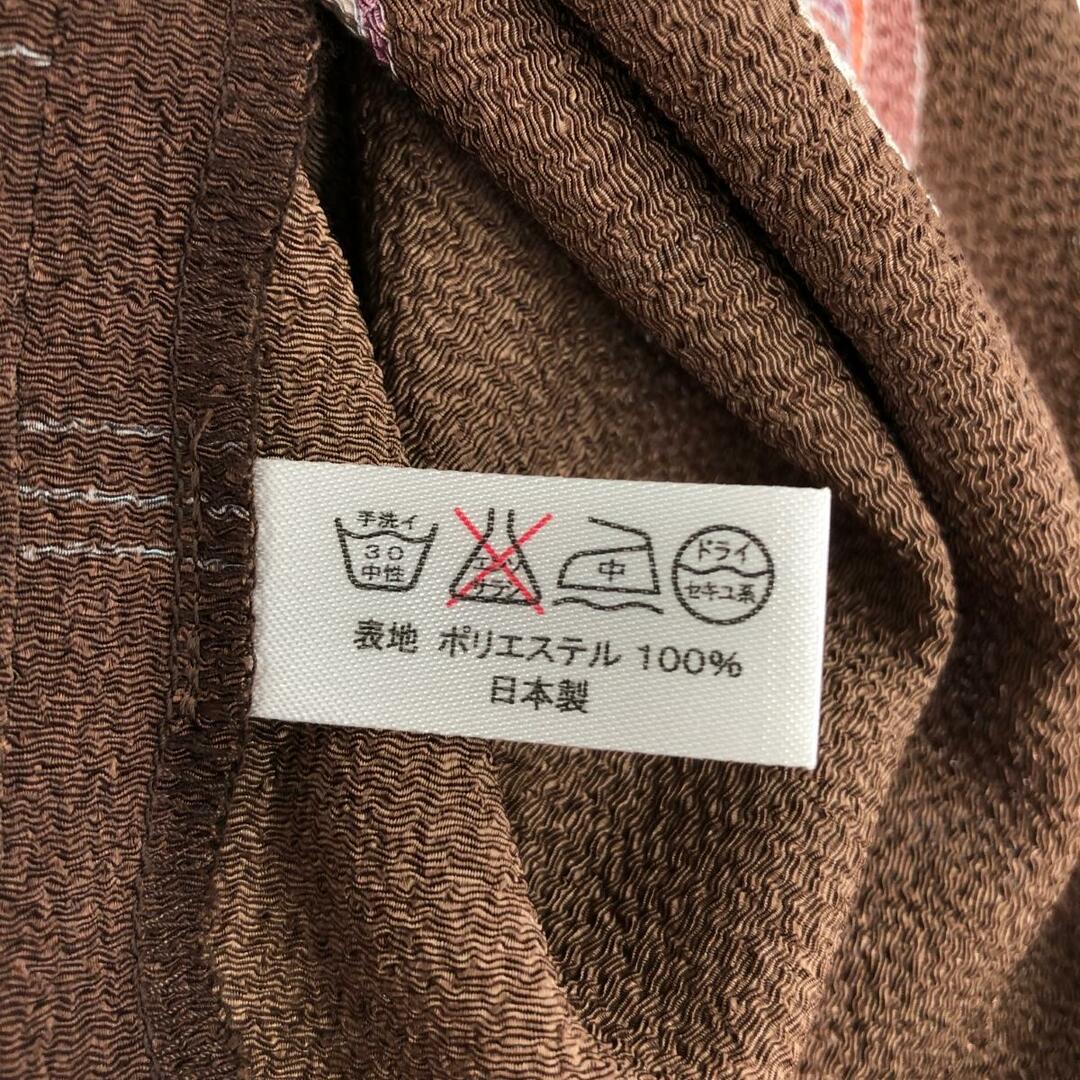 手洗イ
30
中性
エンソ
サラシ
中
ドライ
セキユ系
表地 ポリエステル 100%
日本製